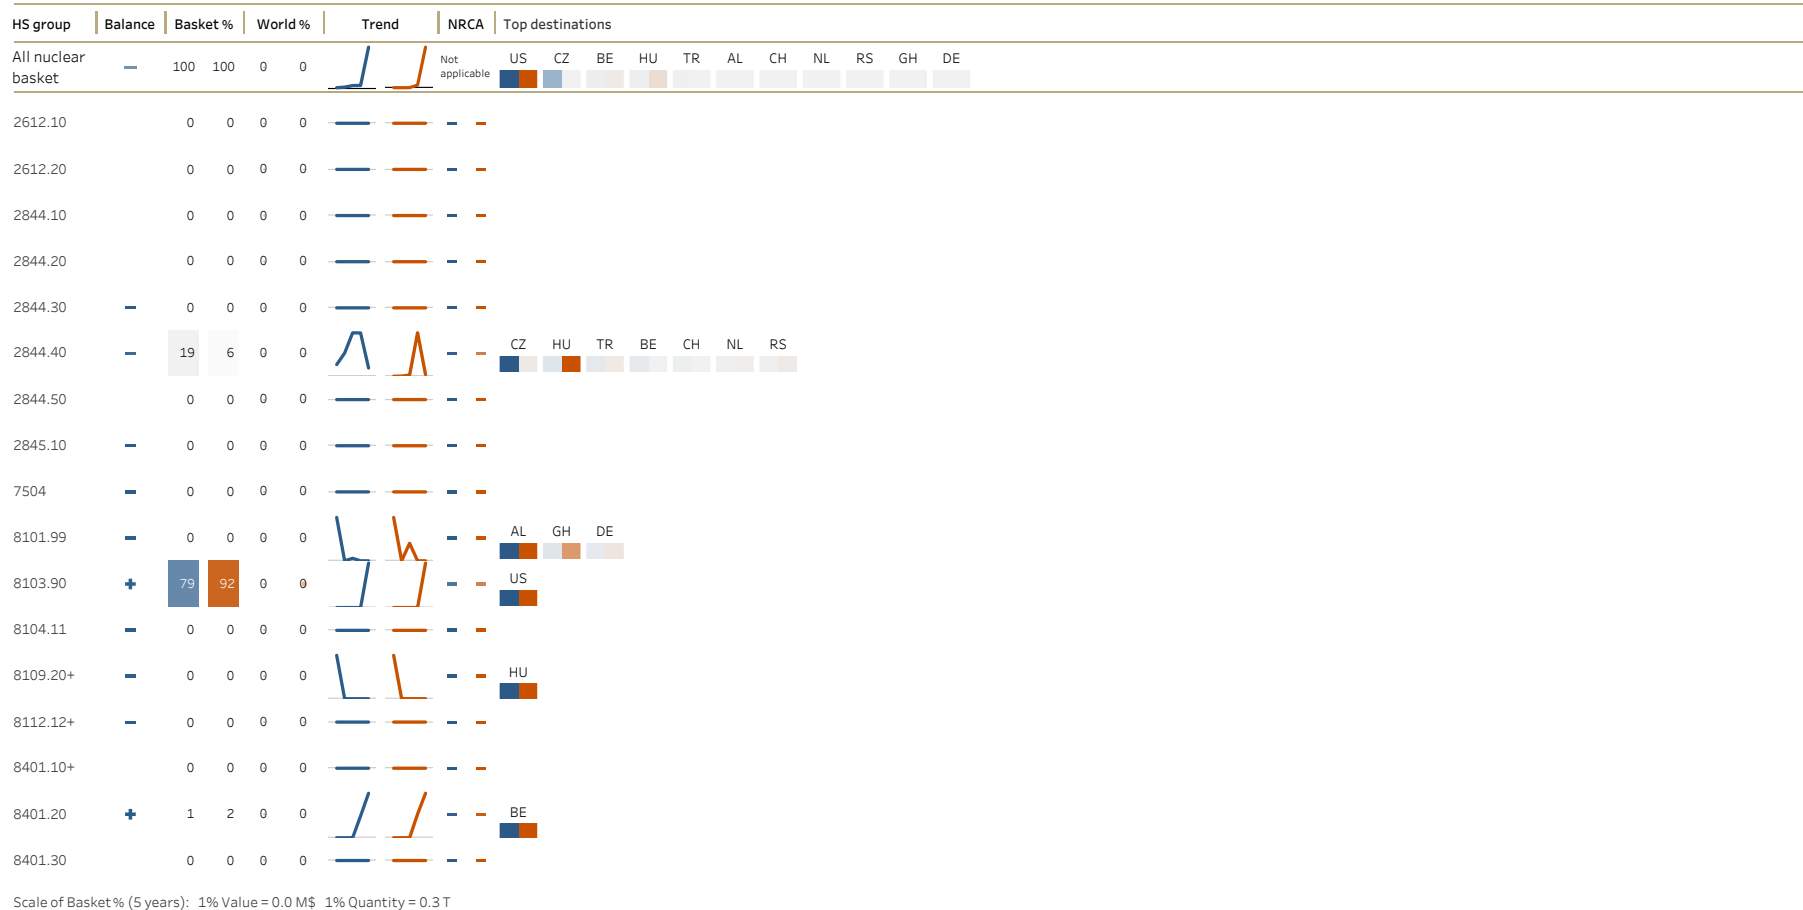 HS group Balance Basket % World % Trend NRCA Top destinations
All nuclear basket 100 100 0 0 Not applicable US CZ BE HU TR AL CH NL RS GH DE
2612.10 0 0 0 0
2612.20 0 0 0 0
2844.10 0 0 0 0
2844.20 0 0 0 0
2844.30 0 0 0 0
2844.40 19 6 0 0 CZ HU TR BE CH NL RS
2844.50 0 0 0 0
2845.10 0 0 0 0
7504 0 0 0 0
8101.99 0 0 0 0 AL GH DE
8103.90 79 92 0 0 US
8104.11 0 0 0 0
8109.20+ 0 0 0 0 HU
8112.12+ 0 0 0 0
8401.10+ 0 0 0 0
8401.20 1 2 0 0 BE
8401.30 0 0 0 0
Scale of Basket% (5 years): 1% Value = 0.0 M$ 1% Quantity = 0.3 T